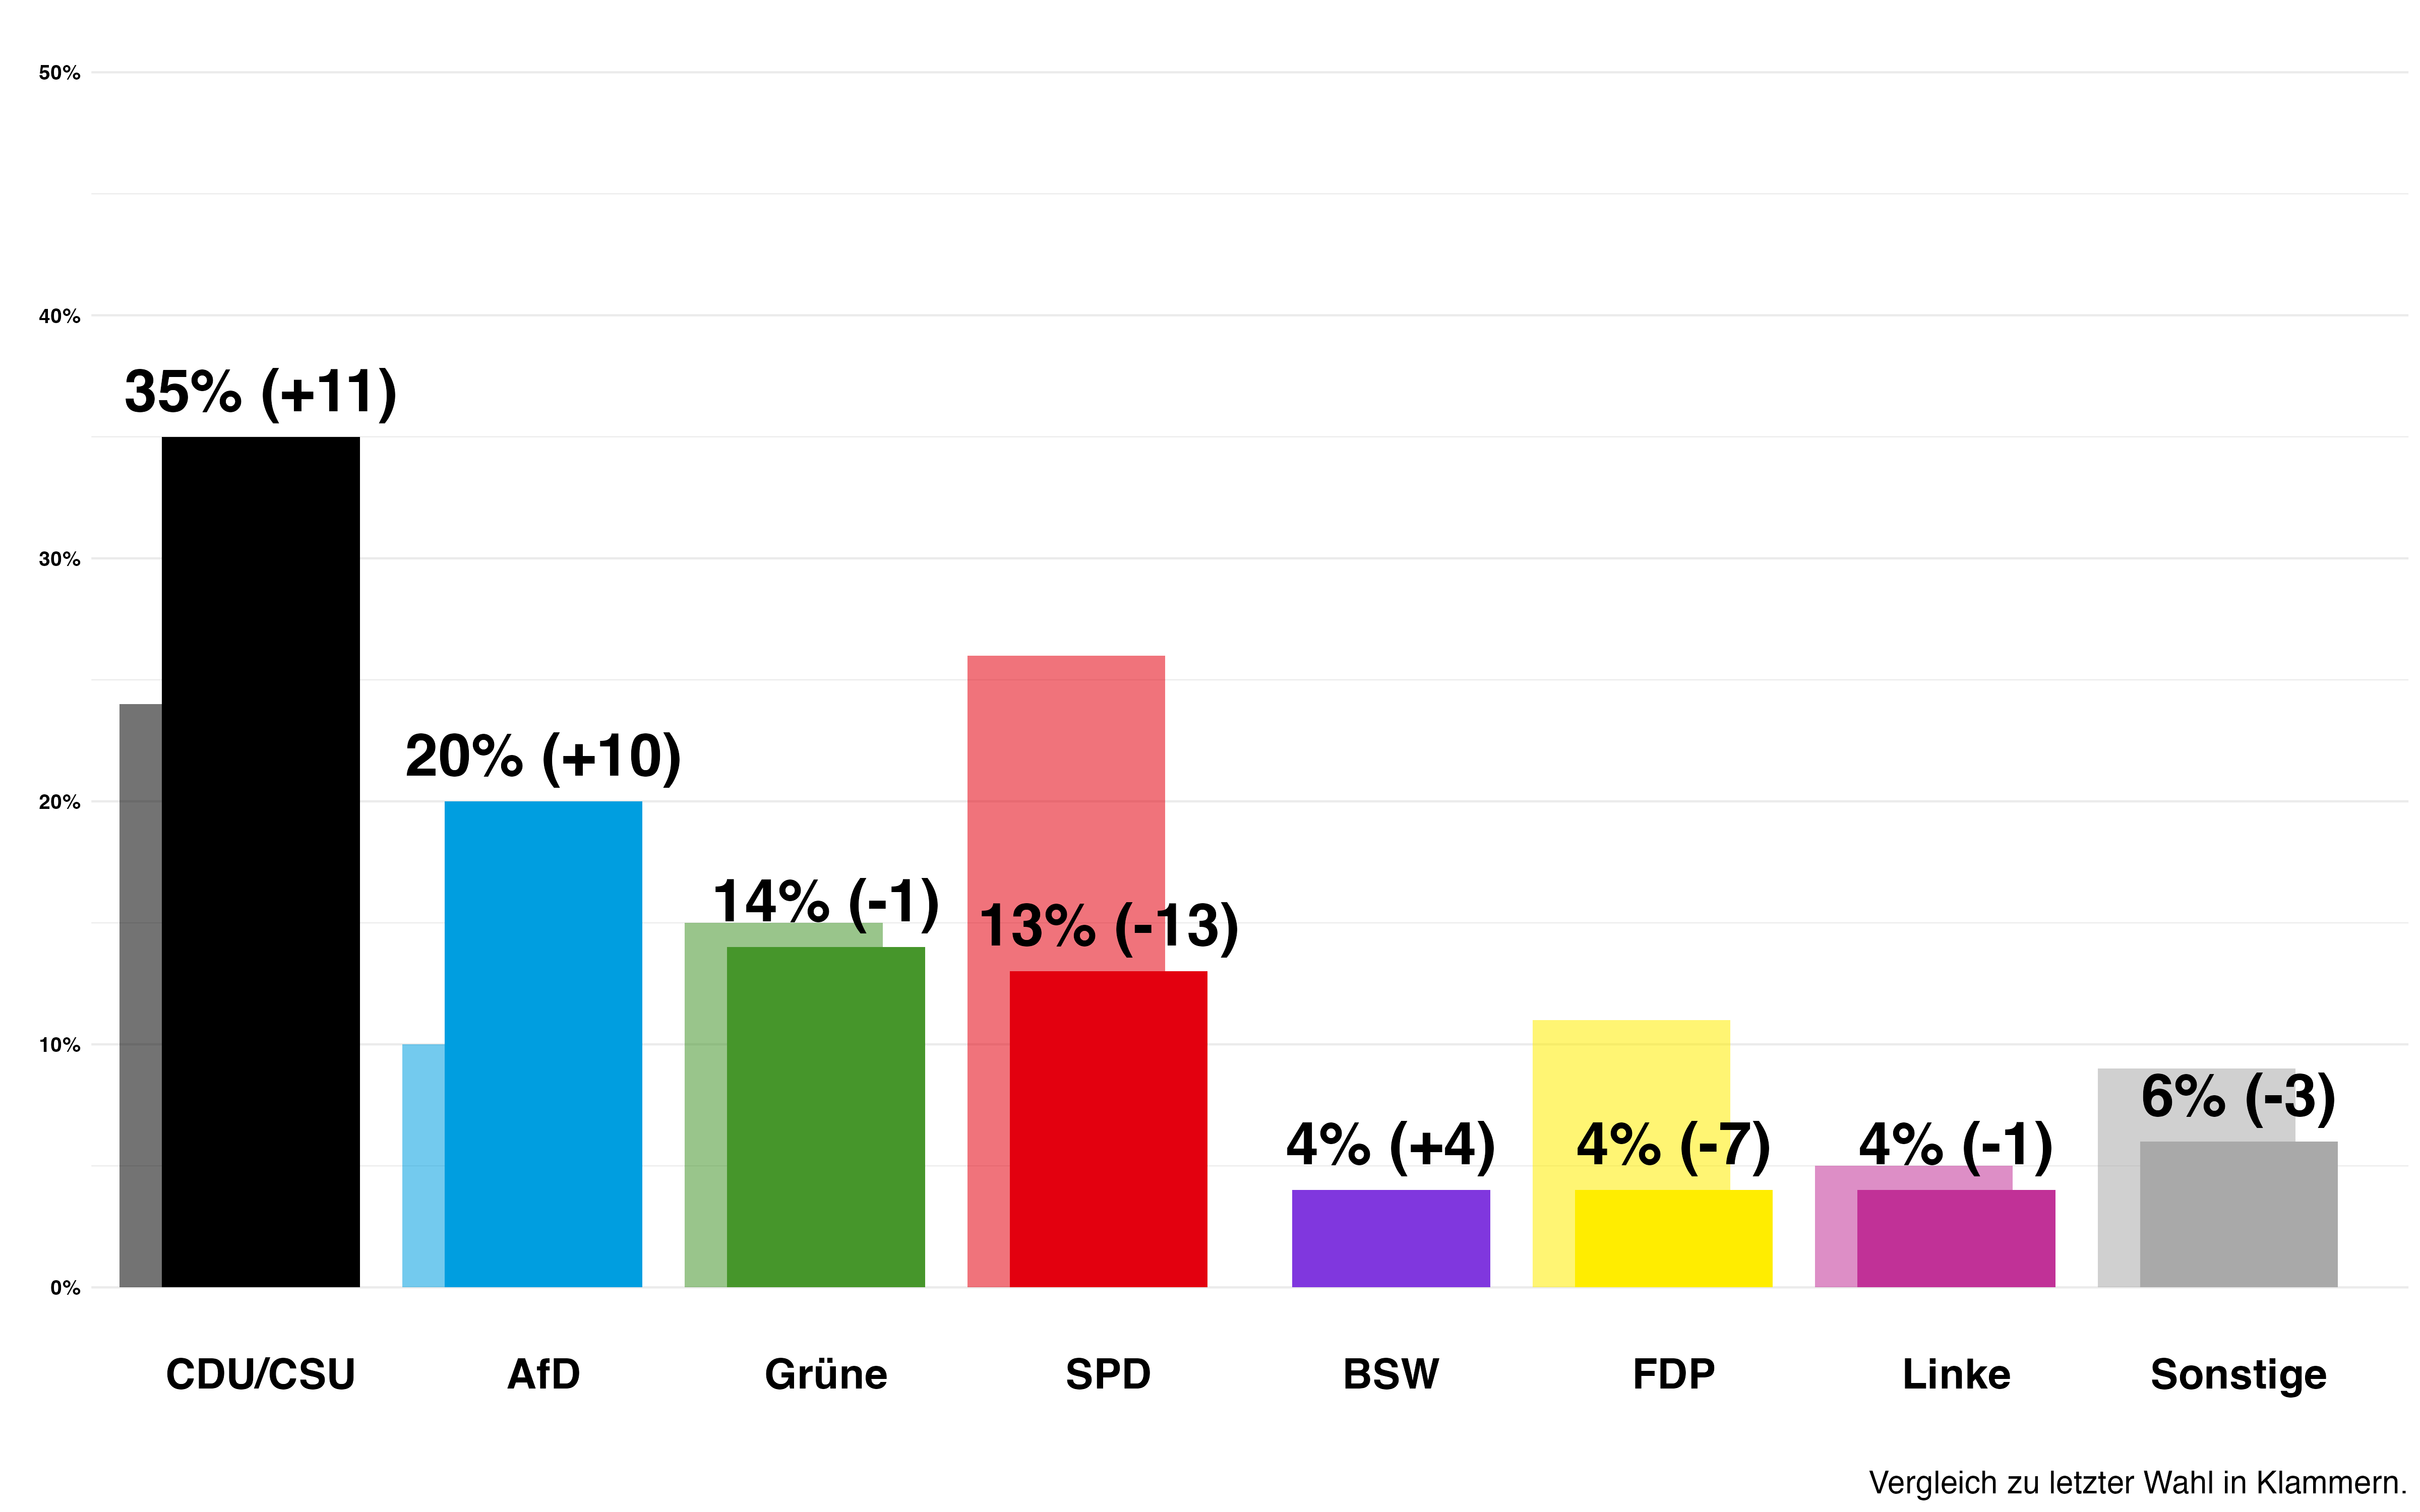 50%
40%
35% (+11)
30%
20% (+10)
20%
14% (-1)
13% (-13)
10%
6% (-3)
4% (+4)
4% (-7)
4% (-1)
0%
CDU/CSU
AfD
Grüne
SPD
BSW
FDP
Linke
Sonstige
Vergleich zu letzter Wahl in Klammern.